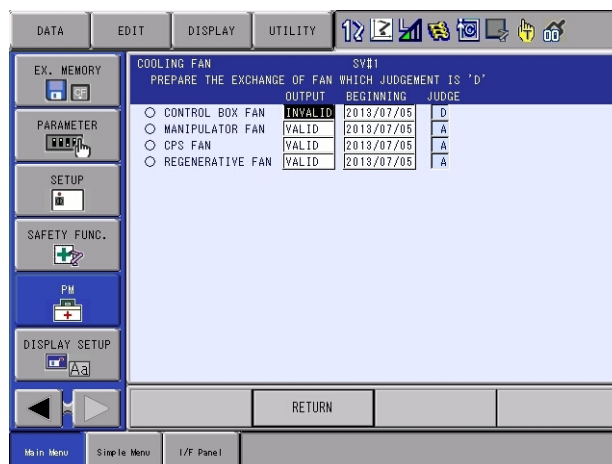 DATA EDIT DISPLAY UTILITY
EX. MEMORY
CF
PARAMETER
SETUP
SAFETY FUNC.
PM
DISPLAY SETUP
Aa
COOLING FAN SV#1
PREPARE THE EXCHANGE OF FAN WHICH JUDGEMENT IS 'D'
OUTPUT BEGINNING JUDGE
CONTROL BOX FAN INVALID 2013/07/05 D
MANIPULATOR FAN VALID 2013/07/05 A
CPS FAN VALID 2013/07/05 A
REGENERATIVE FAN VALID 2013/07/05 A
RETURN
Main Menu Simple Menu I/F Panel